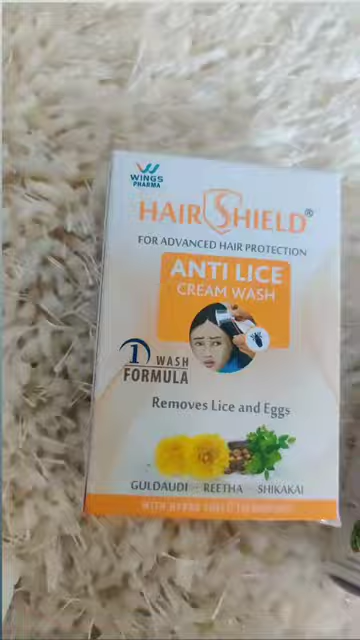 WINGS
PHARMA
HAIR SHIELD®
FOR ADVANCED HAIR PROTECTION
ANTI LICE
CREAM WASH
1 WASH
FORMULA
Removes Lice and Eggs
GULDAUDI REETHA SHIKAKAI
WITH